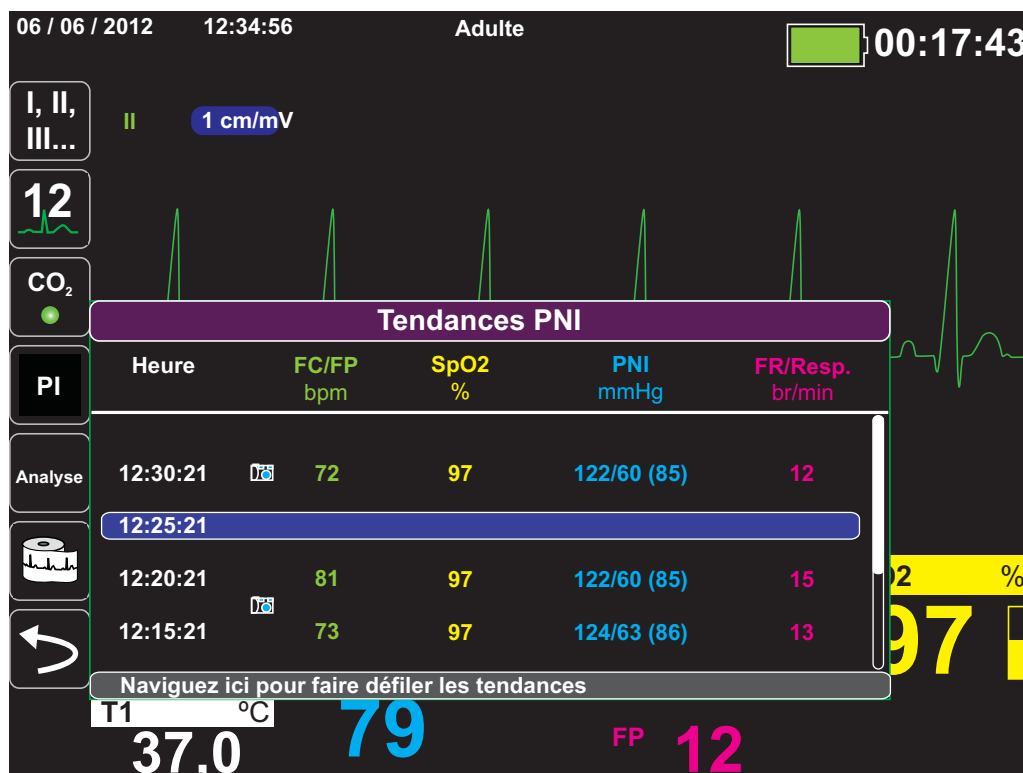 06 / 06 / 2012 12:34:56 Adulte 00:17:43
I, II,
III...
II 1 cm/mV
12
CO₂
Tendances PNI
Heure FC/FP SpO2 PNI FR/Resp.
bpm % mmHg br/min
PI
12:30:21 72 97 122/60 (85) 12
Analyse
12:25:21
12:20:21 81 97 122/60 (85) 15
12:15:21 73 97 124/63 (86) 13
O2 %
97
Naviguez ici pour faire défiler les tendances
T1 ºC
37,0 79 FP 12